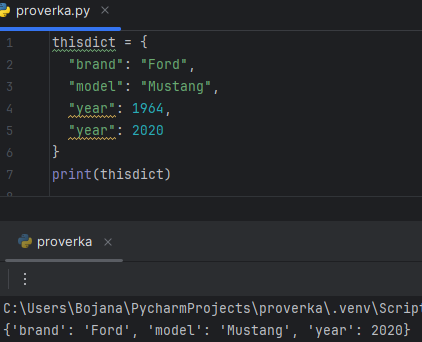 proverka.py ×
1 thisdict = {
2 "brand": "Ford",
3 "model": "Mustang",
4 "year": 1964,
5 "year": 2020
6 }
7 print(thisdict)
proverka ×
C:\Users\Bojana\PycharmProjects\proverka\.venv\Script
{'brand': 'Ford', 'model': 'Mustang', 'year': 2020}